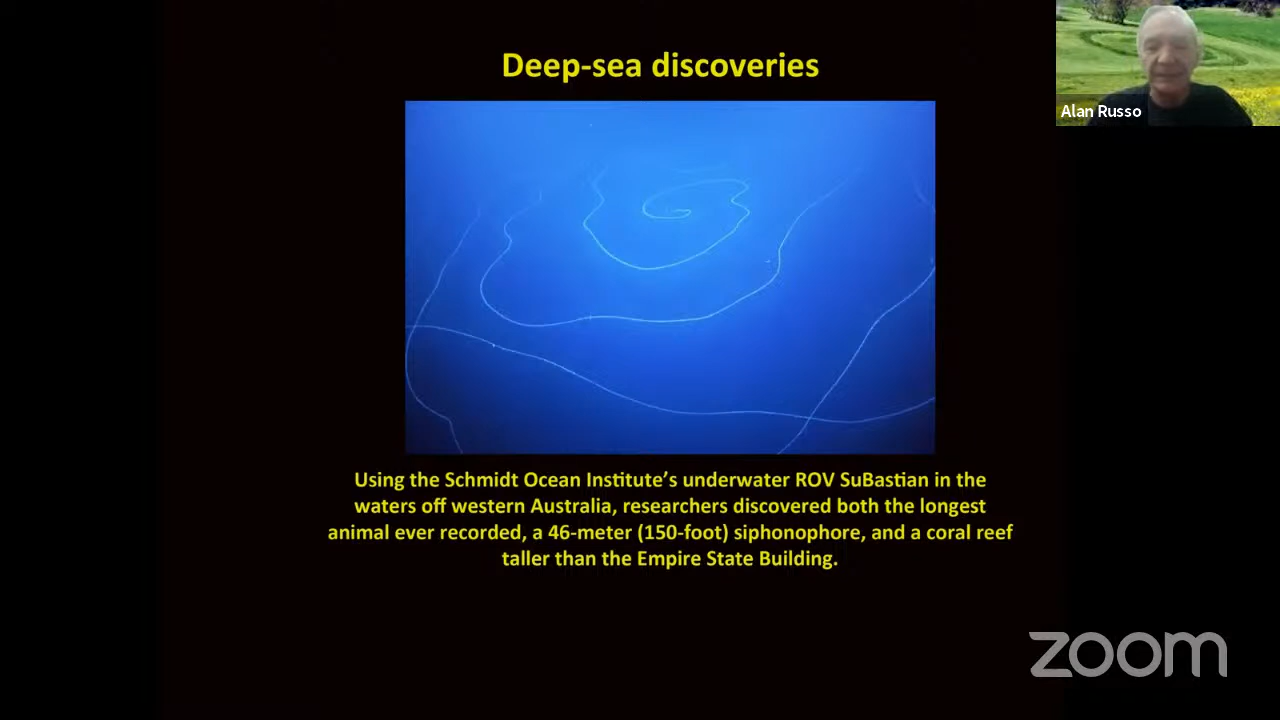 Deep-sea discoveries
Alan Russo
Using the Schmidt Ocean Institute’s underwater ROV SuBastian in the
waters off western Australia, researchers discovered both the longest
animal ever recorded, a 46-meter (150-foot) siphonophore, and a coral reef
taller than the Empire State Building.
zoom